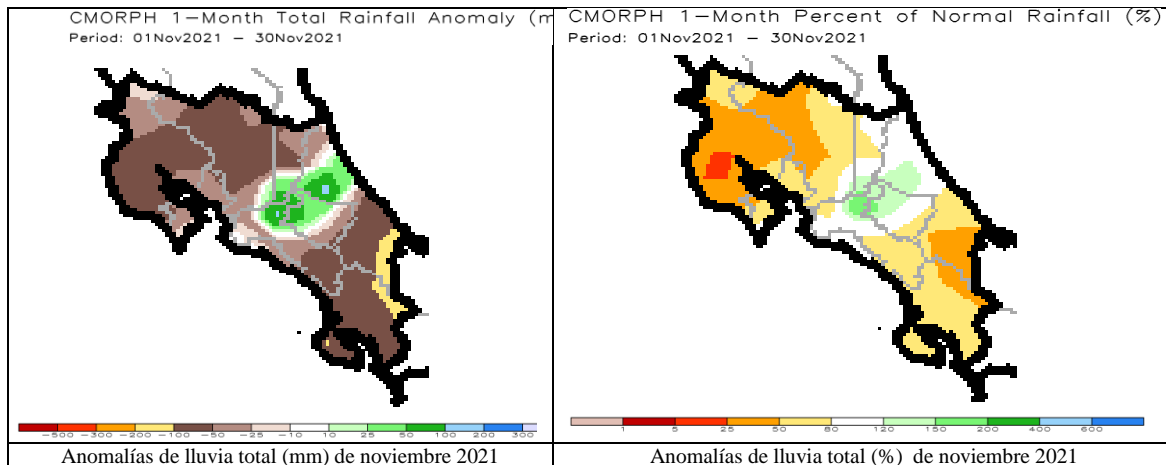 CMORPH 1-Month Total Rainfall Anomaly (m
Period: 01Nov2021 - 30Nov2021
-500 -300 -200 -100 -50 -25 -10 10 25 50 100 200 300
Anomalías de lluvia total (mm) de noviembre 2021
CMORPH 1-Month Percent of Normal Rainfall (%)
Period: 01Nov2021 - 30Nov2021
1 5 25 50 80 120 150 200 400 600
Anomalías de lluvia total (%) de noviembre 2021